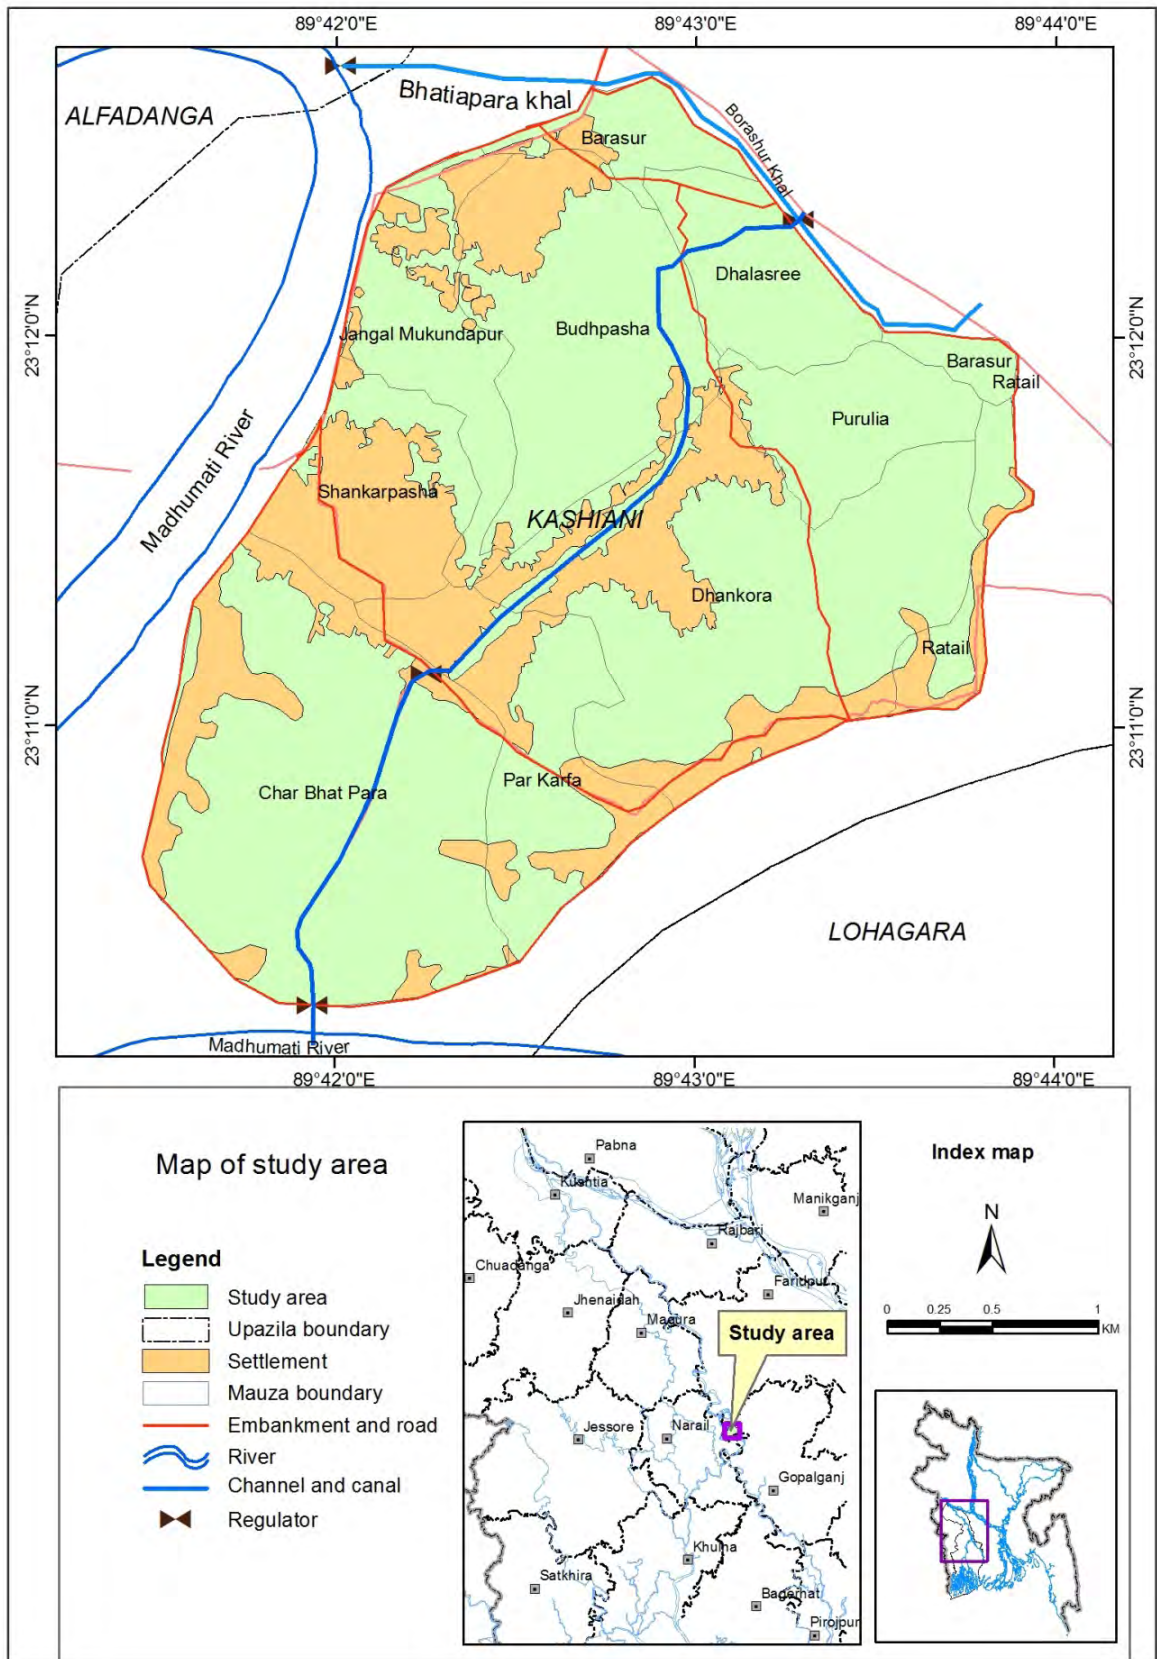 89°42'0"E
89°43'0"E
89°44'0"E
ALFADANGA
Bhatiapara khal
Barasur
Borashur Khal
Dhalasree
23°12'0"N
23°12'0"N
Jangal Mukundapur
Budhpasha
Barasur
Ratail
Purulia
Madhumati River
Shankarpasha
KASHIANI
Dhankora
Ratail
23°11'0"N
23°11'0"N
Char Bhat Para
Par Karfa
LOHAGARA
Madhumati River
89°42'0"E
89°43'0"E
89°44'0"E
Map of study area
Legend
Study area
Upazila boundary
Settlement
Mauza boundary
Embankment and road
River
Channel and canal
Regulator
Pabna
Kushtia
Manikganj
Rajbari
Chuadanga
Faridpur
Jhenaidah
Magura
Study area
Jessore
Narail
Gopalganj
Khulna
Satkhira
Bagerhat
Pirojpur
Index map
N
0 0.25 0.5 1
KM